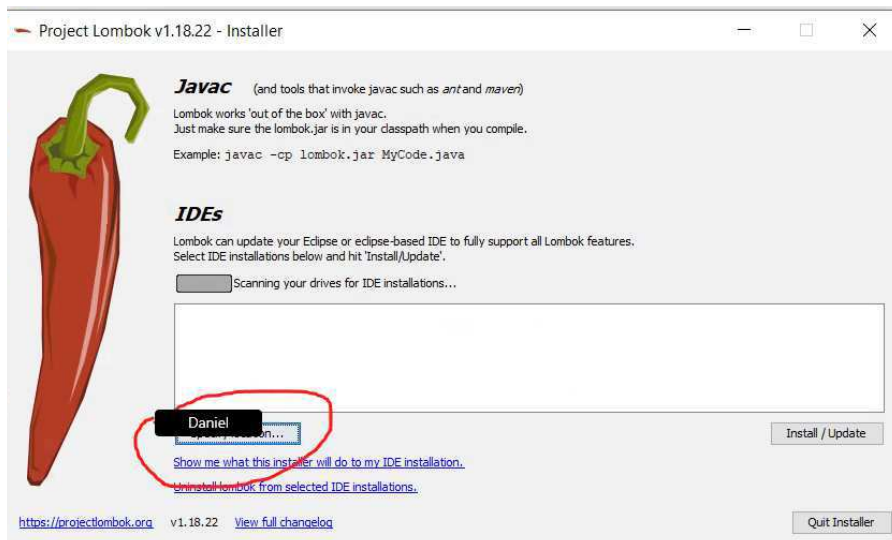 Project Lombok v1.18.22 - Installer
Javac (and tools that invoke javac such as ant and maven)
Lombok works 'out of the box' with javac.
Just make sure the lombok.jar is in your classpath when you compile.
Example: javac -cp lombok.jar MyCode.java
IDEs
Lombok can update your Eclipse or eclipse-based IDE to fully support all Lombok features.
Select IDE installations below and hit 'Install/Update'.
Scanning your drives for IDE installations...
Daniel
Install / Update
Show me what this installer will do to my IDE installation.
Uninstall lombok from selected IDE installations.
https://projectlombok.org v1.18.22 View full changelog
Quit Installer